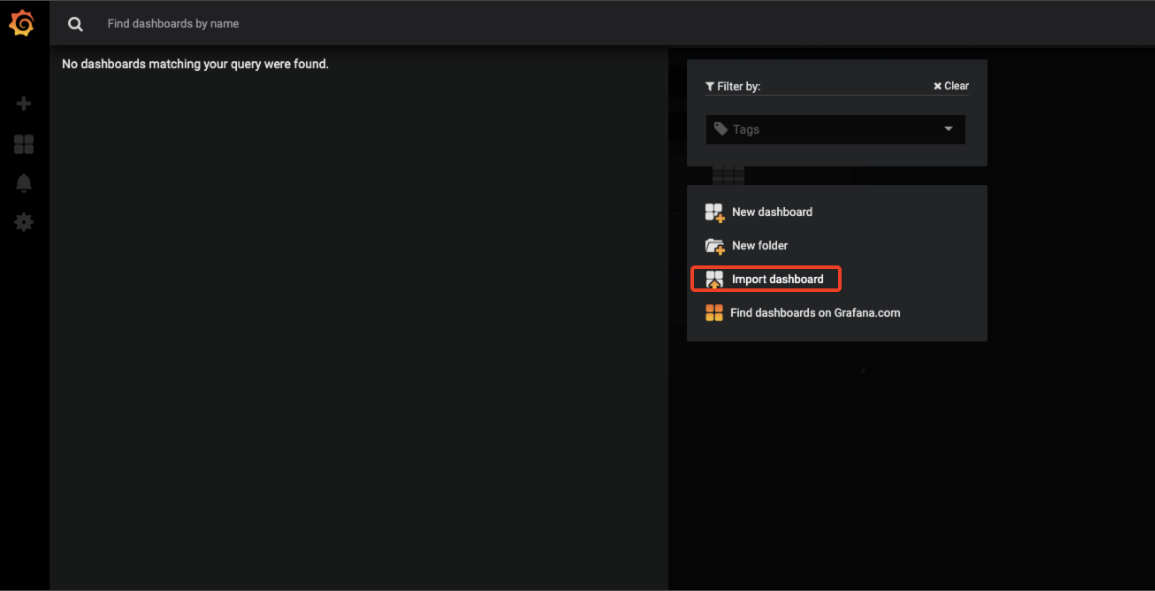 Find dashboards by name
No dashboards matching your query were found.
Filter by:
Clear
Tags
New dashboard
New folder
Import dashboard
Find dashboards on Grafana.com